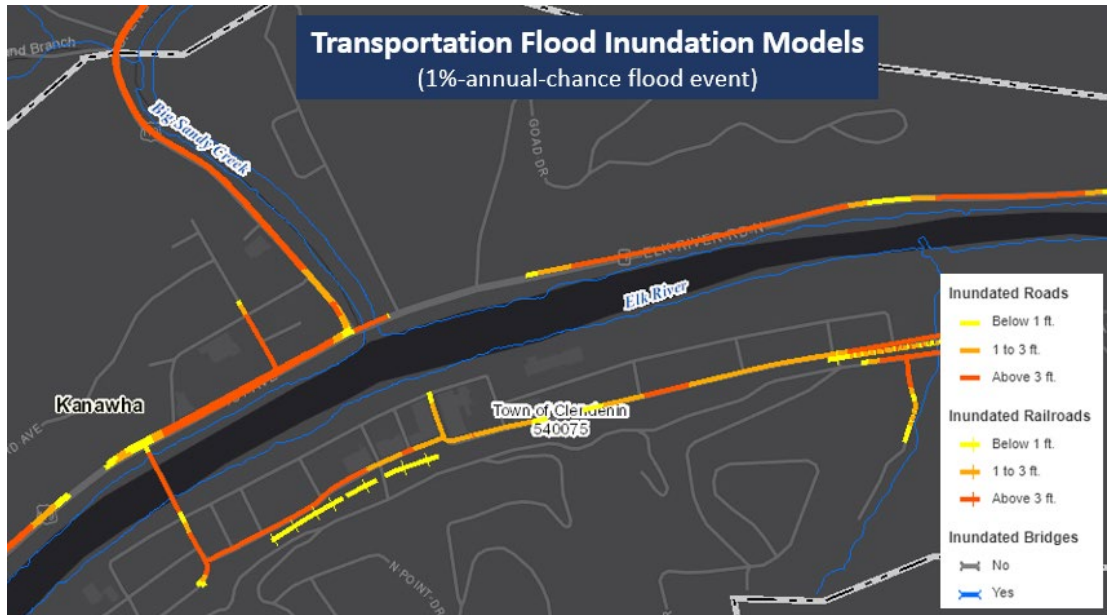 Transportation Flood Inundation Models
(1%-annual-chance flood event)
Branch
Big Sandy Creek
GOAD DR
ELK RIVER RD N
Elk River
Kanawha
AVE
Town of Clendenin
540075
N POINT-DR
Inundated Roads
Below 1 ft.
1 to 3 ft.
Above 3 ft.
Inundated Railroads
Below 1 ft.
1 to 3 ft.
Above 3 ft.
Inundated Bridges
No
Yes